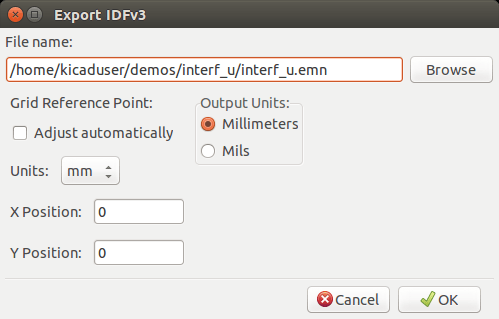 Export IDFv3
File name:
/home/kicaduser/demos/interf_u/interf_u.emn
Browse
Grid Reference Point:
Output Units:
Adjust automatically
Millimeters
Mils
Units:
mm
X Position:
0
Y Position:
0
Cancel
OK